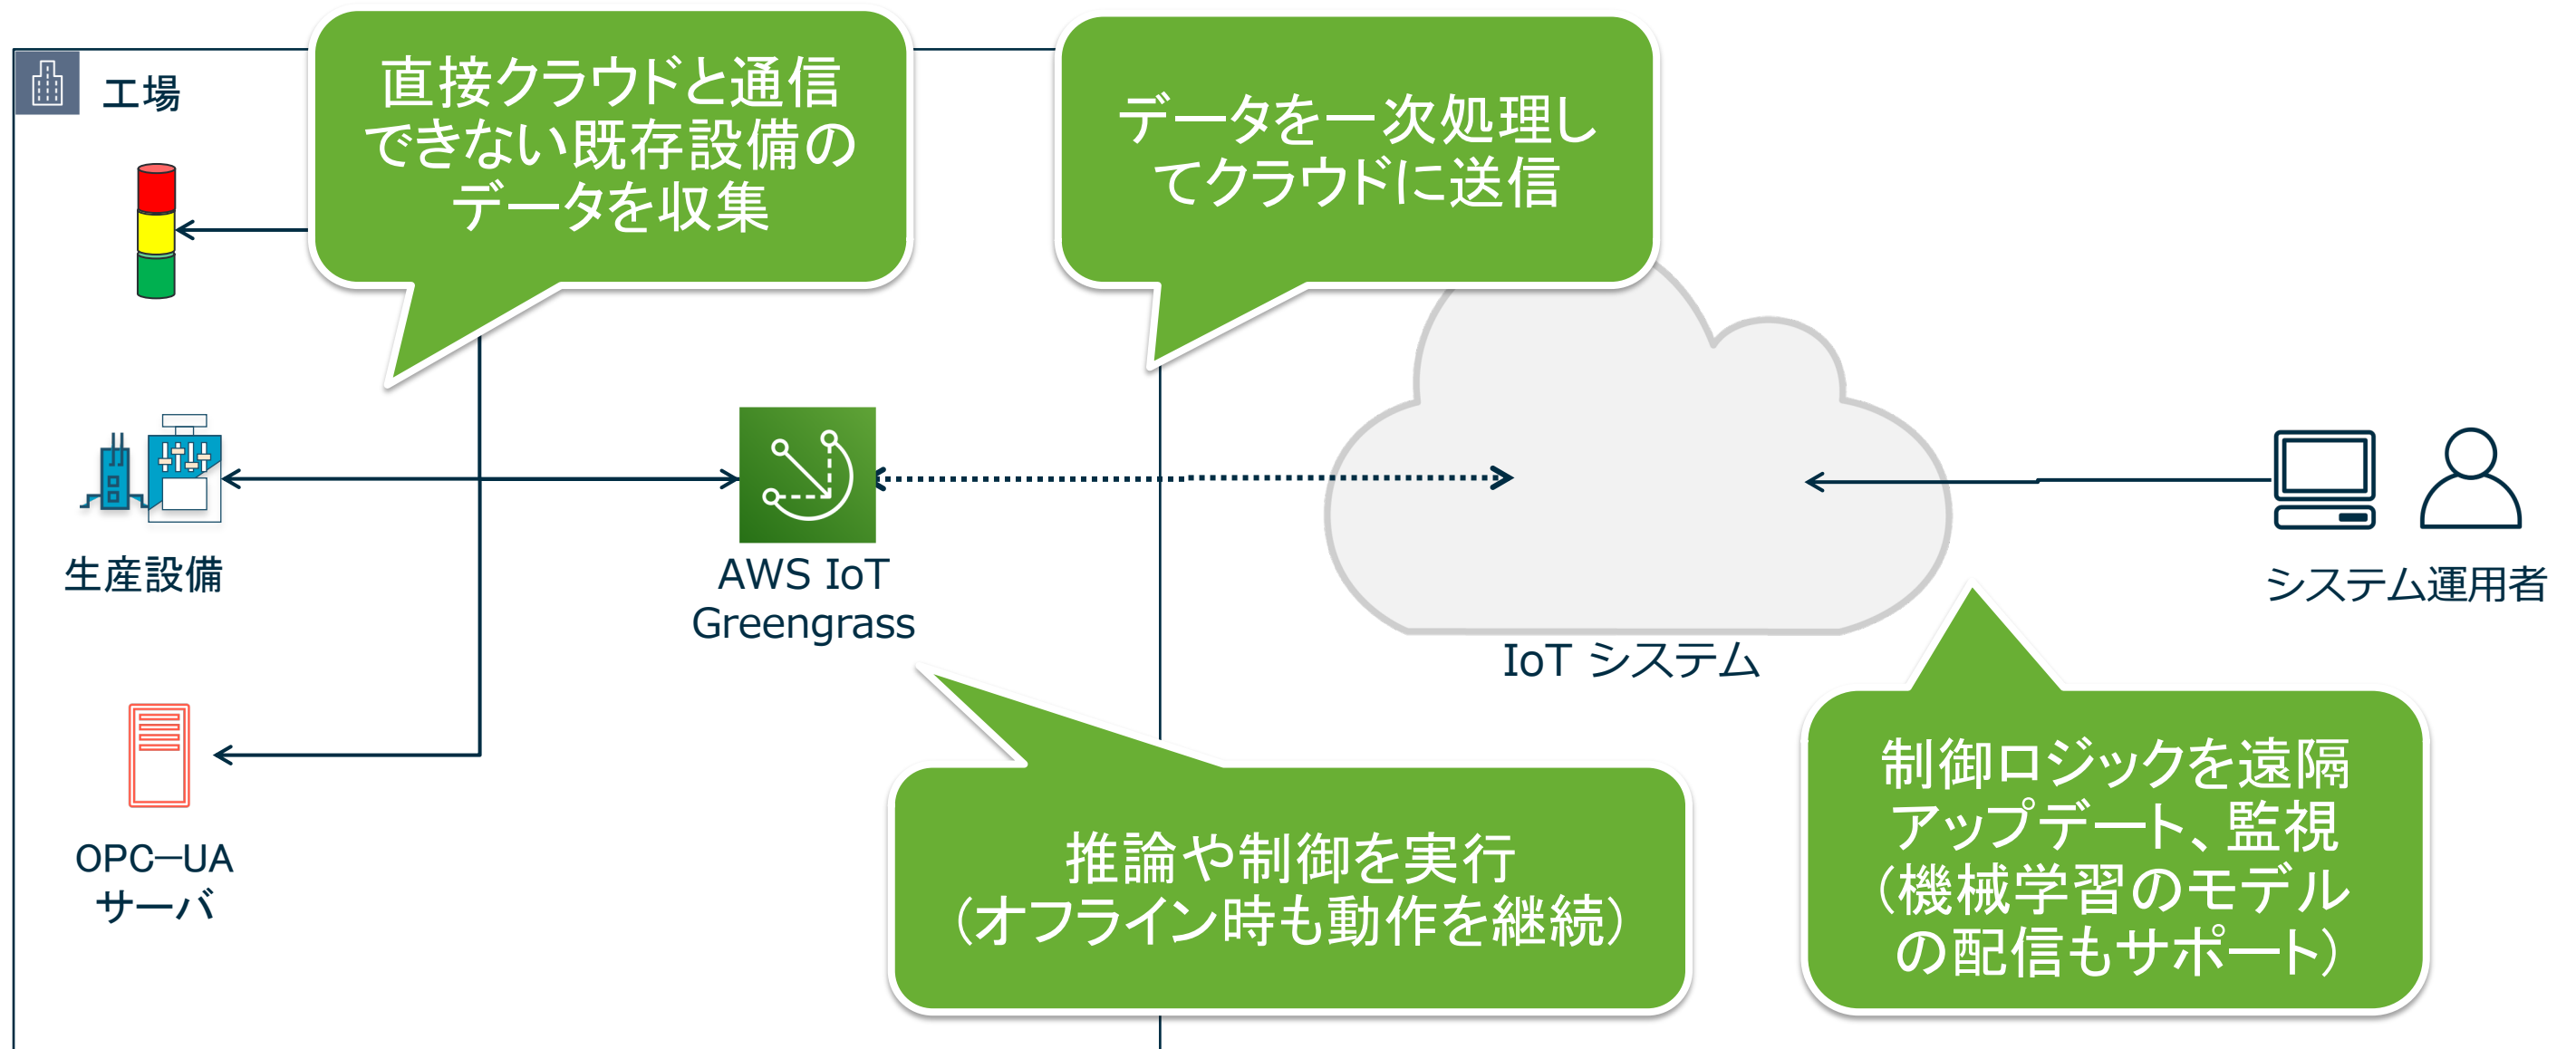 工場
直接クラウドと通信
できない既存設備の
データを収集
データを一次処理し
てクラウドに送信
生産設備
AWS IoT
Greengrass
システム運用者
IoT システム
OPC－UA
サーバ
推論や制御を実行
（オフライン時も動作を継続）
制御ロジックを遠隔
アップデート、監視
（機械学習のモデル
の配信もサポート）